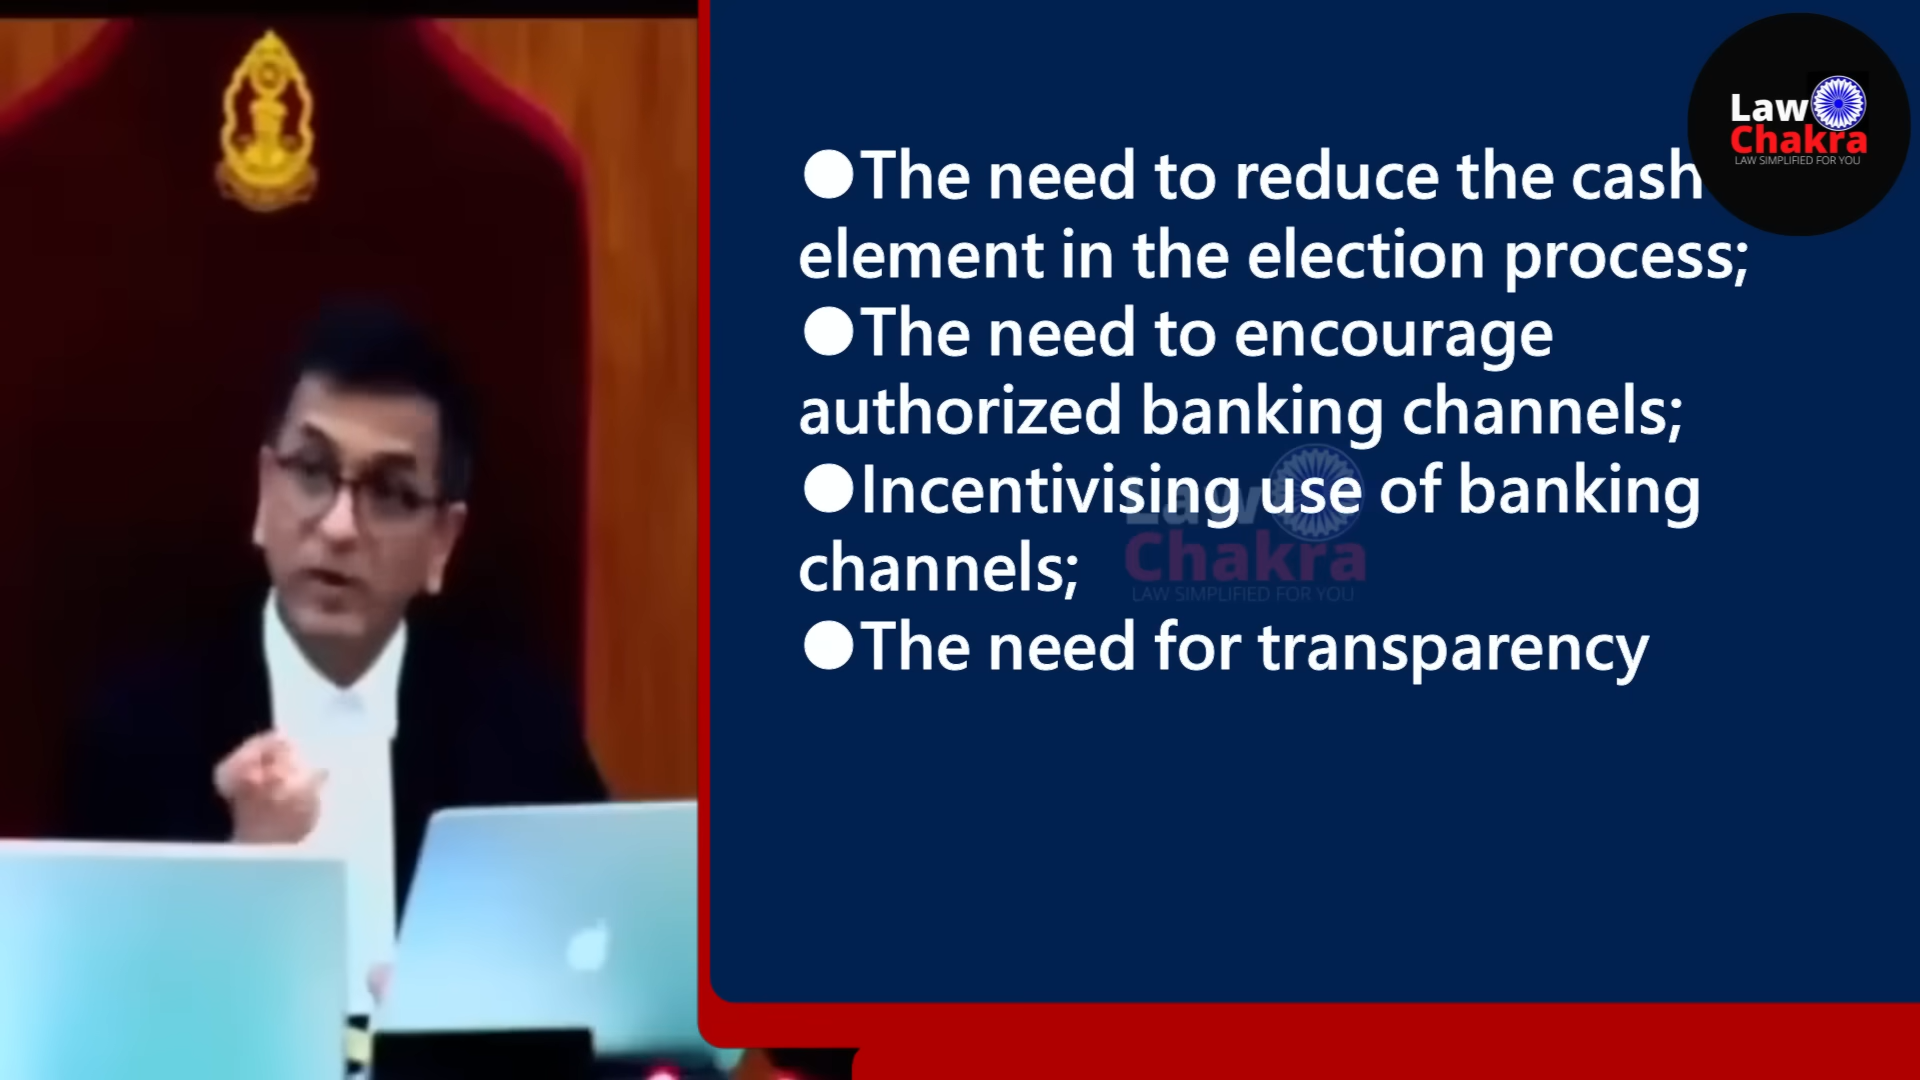 Law
Chakra
LAW SIMPLIFIED FOR YOU
●The need to reduce the cash
element in the election process;
●The need to encourage
authorized banking channels;
●Incentivising use of banking
channels;
●The need for transparency
Law
Chakra
LAW SIMPLIFIED FOR YOU